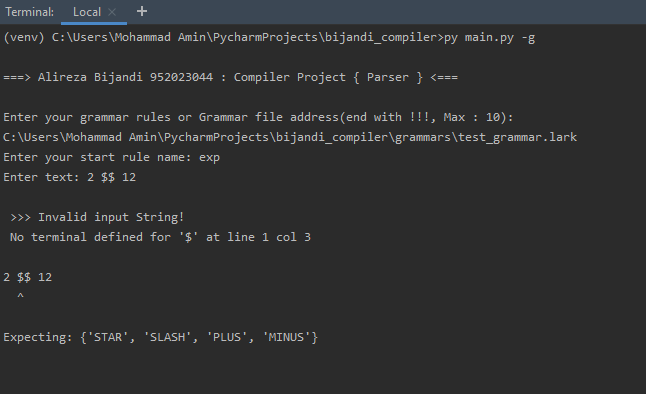 Terminal: Local × +
(venv) C:\Users\Mohammad Amin\PycharmProjects\bijandi_compiler>py main.py -g
===> Alireza Bijandi 952023044 : Compiler Project { Parser } <===
Enter your grammar rules or Grammar file address(end with !!!, Max : 10):
C:\Users\Mohammad Amin\PycharmProjects\bijandi_compiler\grammars\test_grammar.lark
Enter your start rule name: exp
Enter text: 2 $$ 12
>>> Invalid input String!
No terminal defined for '$' at line 1 col 3
2 $$ 12
^
Expecting: {'STAR', 'SLASH', 'PLUS', 'MINUS'}